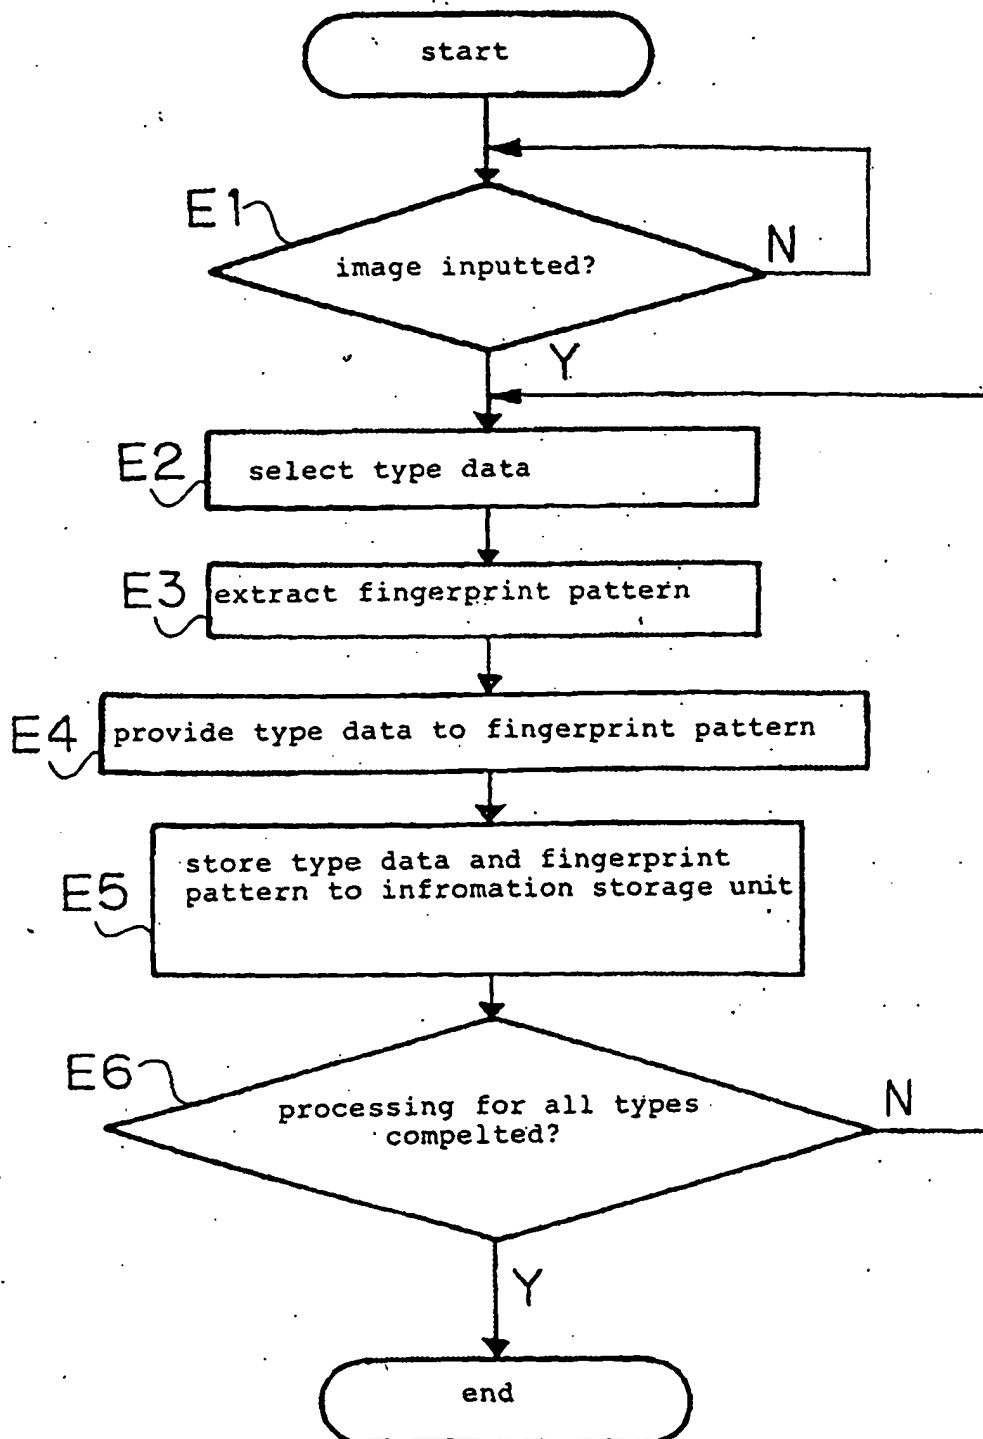 start
E1
image inputted?
N
Y
E2
select type data
E3
extract fingerprint pattern
E4
provide type data to fingerprint pattern
E5
store type data and fingerprint
pattern to infromation storage unit
E6
processing for all types
compelted?
N
Y
end